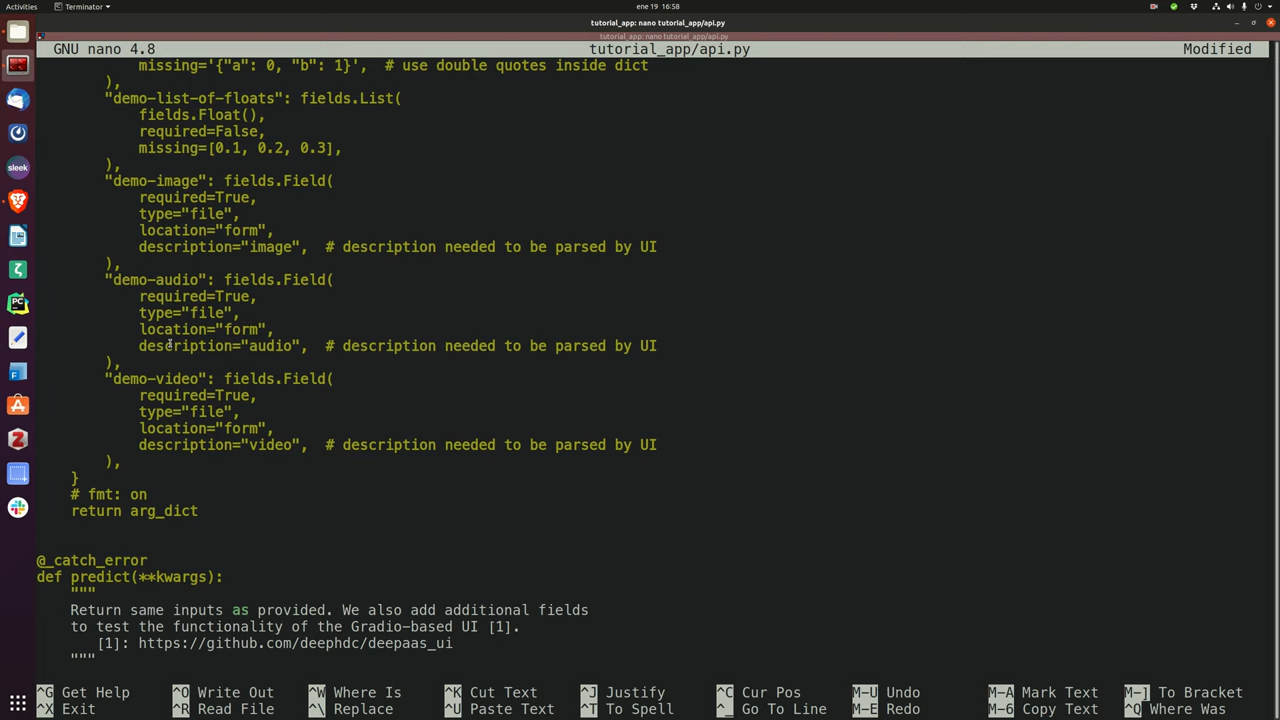 Activities
Terminator
ene 19 16:58
tutorial_app: nano tutorial_app/api.py
tutorial_app: nano tutorial_app/api.py
GNU nano 4.8 tutorial_app/api.py Modified
missing='{"a": 0, "b": 1}', # use double quotes inside dict
),
"demo-list-of-floats": fields.List(
fields.Float(),
required=False,
missing=[0.1, 0.2, 0.3],
),
"demo-image": fields.Field(
required=True,
type="file",
location="form",
description="image", # description needed to be parsed by UI
),
"demo-audio": fields.Field(
required=True,
type="file",
location="form",
description="audio", # description needed to be parsed by UI
),
"demo-video": fields.Field(
required=True,
type="file",
location="form",
description="video", # description needed to be parsed by UI
),
}
# fmt: on
return arg_dict
@_catch_error
def predict(**kwargs):
"""
Return same inputs as provided. We also add additional fields
to test the functionality of the Gradio-based UI [1].
[1]: https://github.com/deephdc/deepaas_ui
"""
^G Get Help ^O Write Out ^W Where Is ^K Cut Text ^J Justify ^C Cur Pos M-U Undo M-A Mark Text M-] To Bracket
^X Exit ^R Read File ^\ Replace ^U Paste Text ^T To Spell ^_ Go To Line M-E Redo M-6 Copy Text ^Q Where Was
sleek
PC